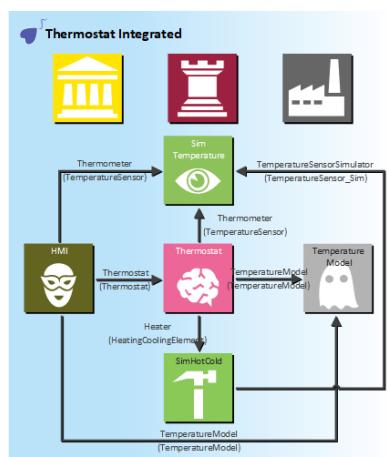 Thermostat Integrated
Sim
Temperature
Thermometer
(TemperatureSensor)
TemperatureSensorSimulator
(TemperatureSensor_Sim)
Thermometer
(TemperatureSensor)
HMI
Thermostat
Temperature
Model
Thermostat
(Thermostat)
TemperatureModel
(TemperatureModel)
Heater
(HeatingCoolingElement)
SimHotCold
TemperatureModel
(TemperatureModel)